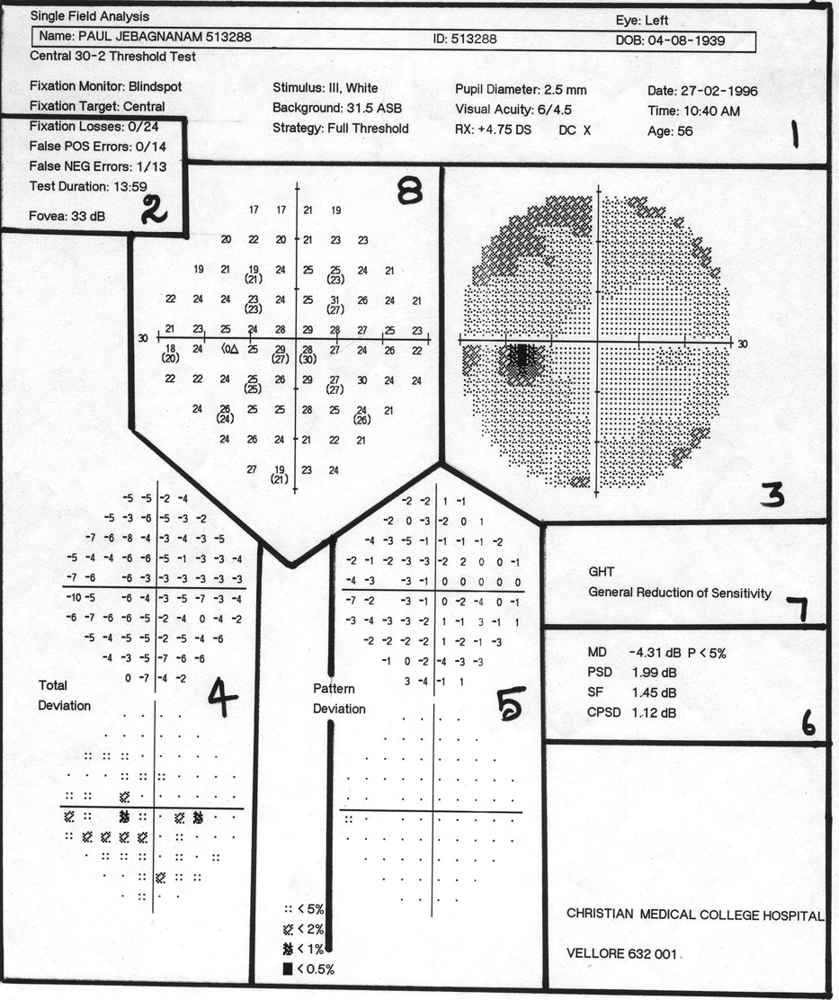 Single Field Analysis
Eye: Left
Name: PAUL JEBAGNANAM 513288 ID: 513288 DOB: 04-08-1939
Central 30-2 Threshold Test
Fixation Monitor: Blindspot Stimulus: III, White Pupil Diameter: 2.5 mm Date: 27-02-1996
Fixation Target: Central Background: 31.5 ASB Visual Acuity: 6/4.5 Time: 10:40 AM
Fixation Losses: 0/24 Strategy: Full Threshold RX: +4.75 DS DC X Age: 56
1
False POS Errors: 0/14
False NEG Errors: 1/13
Test Duration: 13:59
Fovea: 33 dB
2
8
17 17 21 19
20 22 20 21 23 23
19 21 19 24 25 25 24 21
(21) (23)
22 24 24 23 24 25 31 26 24 21
(23) (27)
21 23 25 24 28 29 28 27 25 23
30
18 24 <0△ 25 29 28 27 24 26 22
(20) (27) (30)
22 22 24 25 26 29 27 30 24 24
(25) (27)
24 26 25 25 28 25 24 21
(24) (26)
24 26 24 21 22 21
27 19 23 24
(21)
30
3
-5 -5 -2 -4
-5 -3 -6 -5 -3 -2
-7 -6 -8 -4 -3 -4 -3 -5
-5 -4 -4 -6 -6 -5 -1 -3 -3 -4
-7 -6 -6 -3 -3 -3 -3 -3 -3
-10 -5 -6 -4 -3 -5 -7 -3 -4
-6 -7 -6 -6 -5 -2 -4 0 -4 -2
-5 -4 -5 -5 -2 -5 -4 -6
-4 -3 -5 -7 -6 -6
0 -7 -4 -2
Total
Deviation
4
-2 -2 1 -1
-2 0 -3 -2 0 1
-4 -3 -5 -1 -1 -1 -1 -2
-2 -1 -2 -3 -3 -2 2 0 0 -1
-4 -3 -3 -1 0 0 0 0 0
-7 -2 -3 -1 0 -2 -4 0 -1
-3 -4 -3 -3 -2 1 -1 3 -1 1
-2 -2 -2 -2 1 -2 -1 -3
-1 0 -2 -4 -3 -3
3 -4 -1 1
Pattern
Deviation
5
GHT
General Reduction of Sensitivity
7
MD -4.31 dB P < 5%
PSD 1.99 dB
SF 1.45 dB
CPSD 1.12 dB
6
< 5%
< 2%
< 1%
< 0.5%
CHRISTIAN MEDICAL COLLEGE HOSPITAL
VELLORE 632 001